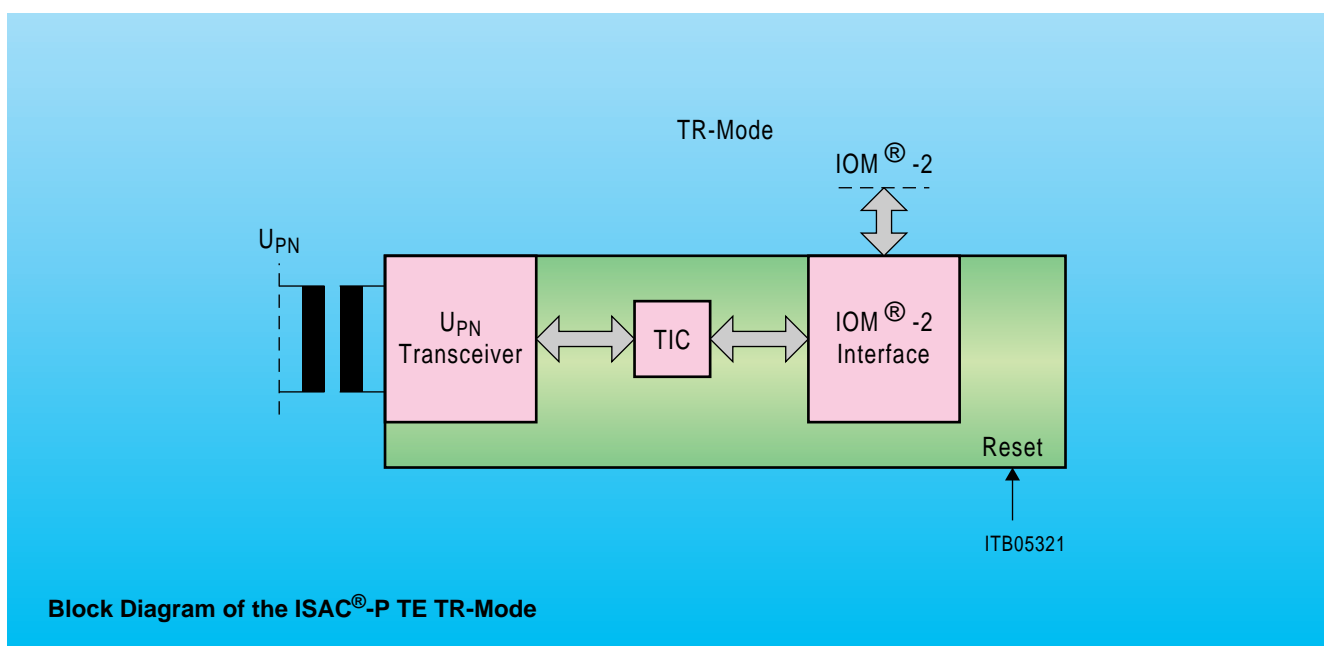 TR-Mode
IOM®-2
UPN
UPN
Transceiver
TIC
IOM®-2
Interface
Reset
ITB05321
Block Diagram of the ISAC®-P TE TR-Mode